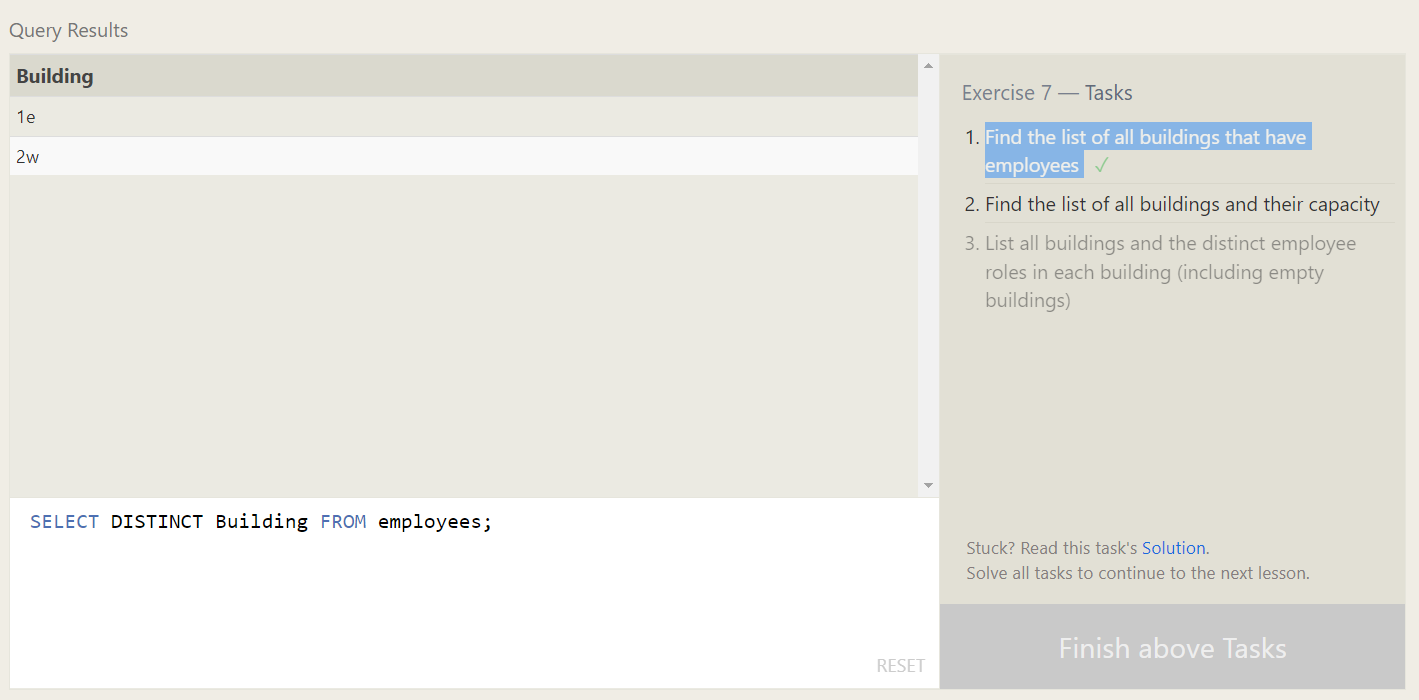 Query Results
Building
1e
2w
SELECT DISTINCT Building FROM employees;
RESET
Exercise 7 — Tasks
1. Find the list of all buildings that have
employees ✓
2. Find the list of all buildings and their capacity
3. List all buildings and the distinct employee
roles in each building (including empty
buildings)
Stuck? Read this task's Solution.
Solve all tasks to continue to the next lesson.
Finish above Tasks